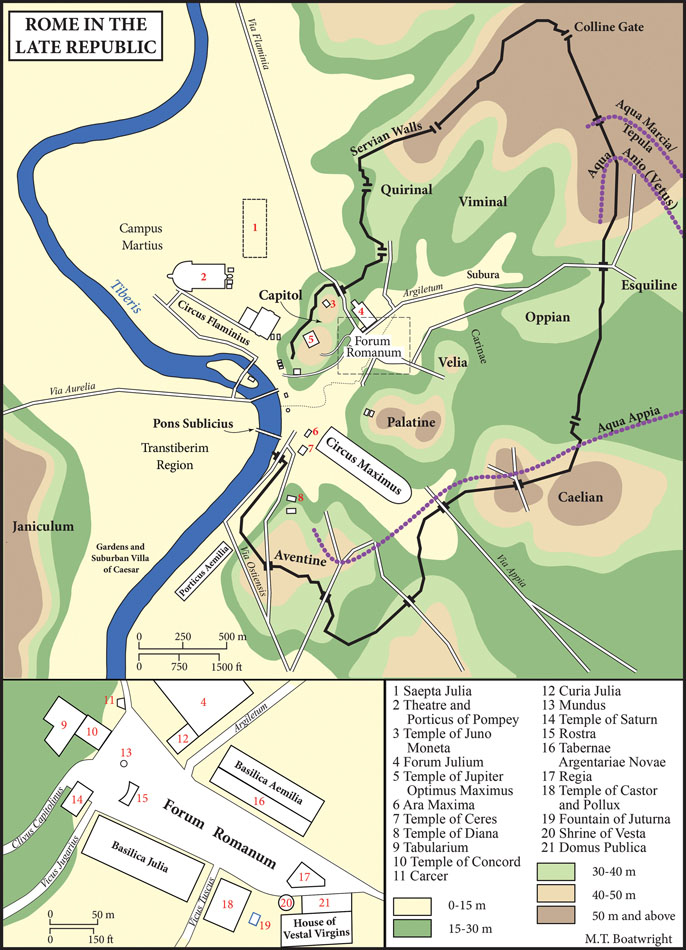 ROME IN THE
LATE REPUBLIC
Via Flaminia
Colline Gate
Aqua Marcia/
Tepula
Servian Walls
Aqua
Anio (Vetus)
Quirinal
Viminal
1
Campus
Martius
2
Tiberis
Subura
Esquiline
Capitol
3
4
Argiletum
Circus Flaminius
5
Forum
Romanum
Oppian
Carinae
Velia
Via Aurelia
Palatine
Aqua Appia
Pons Sublicius
6
Transtiberim
Region
7
Circus Maximus
8
Caelian
Janiculum
Gardens and
Suburban Villa
of Caesar
Porticus Aemilia
Via Ostiensis
Aventine
Via Appia
0 250 500 m
0 750 1500 ft
11
4
9
10
12
Argiletum
13
Basilica Aemilia
16
14
15
Forum Romanum
Clivus Capitolinus
Vicus Jugarius
Basilica Julia
Vicus Tuscus
17
18
20
21
19
House of
Vestal Virgins
0 50 m
0 150 ft
1 Saepta Julia
2 Theatre and
Porticus of Pompey
3 Temple of Juno
Moneta
4 Forum Julium
5 Temple of Jupiter
Optimus Maximus
6 Ara Maxima
7 Temple of Ceres
8 Temple of Diana
9 Tabularium
10 Temple of Concord
11 Carcer
12 Curia Julia
13 Mundus
14 Temple of Saturn
15 Rostra
16 Tabernae
Argentariae Novae
17 Regia
18 Temple of Castor
and Pollux
19 Fountain of Juturna
20 Shrine of Vesta
21 Domus Publica
0-15 m
15-30 m
30-40 m
40-50 m
50 m and above
M.T. Boatwright